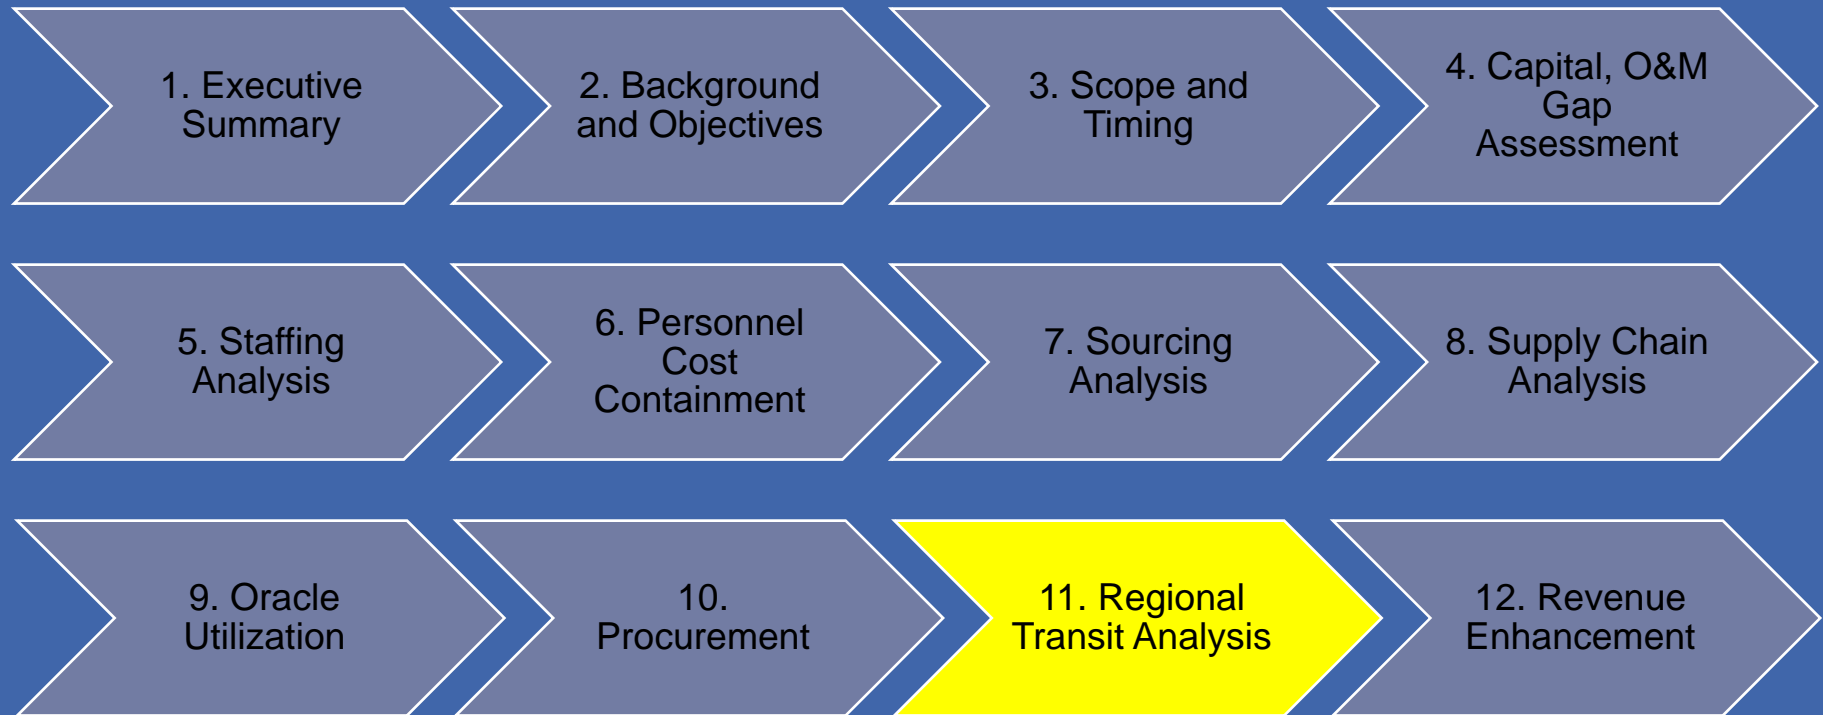 1. Executive
Summary
2. Background
and Objectives
3. Scope and
Timing
4. Capital, O&M
Gap
Assessment
5. Staffing
Analysis
6. Personnel
Cost
Containment
7. Sourcing
Analysis
8. Supply Chain
Analysis
9. Oracle
Utilization
10.
Procurement
11. Regional
Transit Analysis
12. Revenue
Enhancement